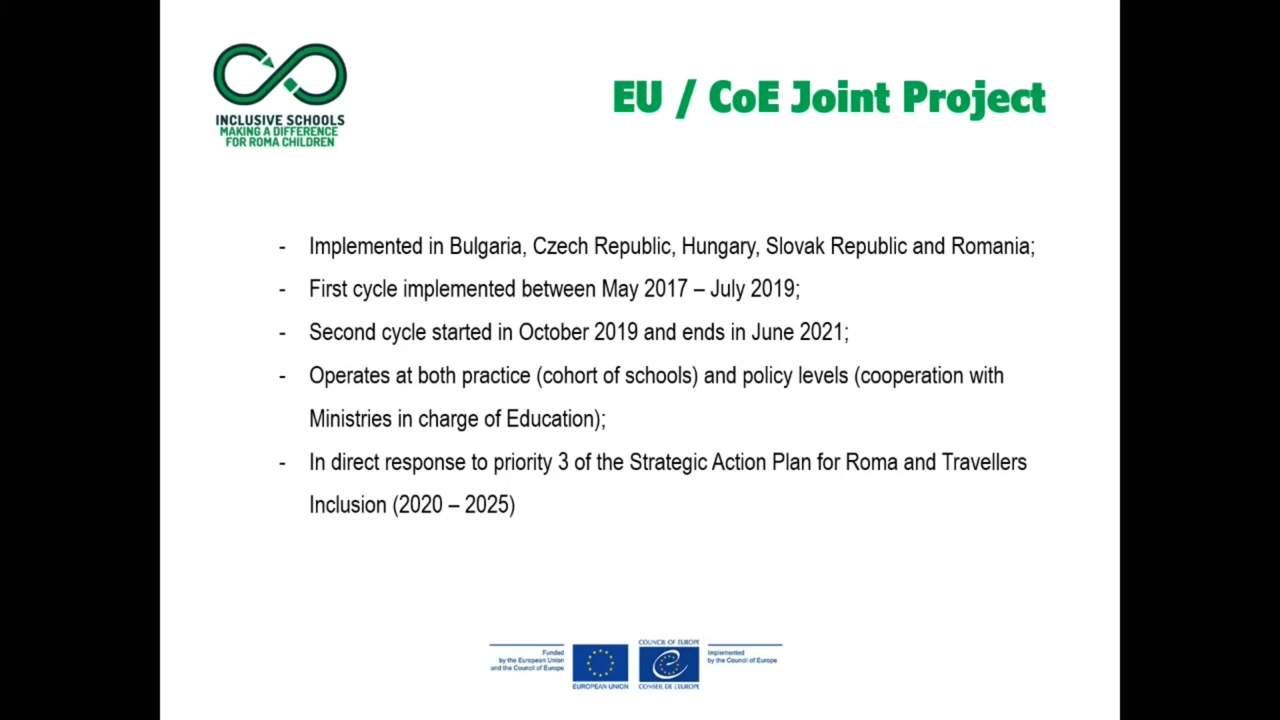 INCLUSIVE SCHOOLS
MAKING A DIFFERENCE
FOR ROMA CHILDREN
EU / CoE Joint Project
- Implemented in Bulgaria, Czech Republic, Hungary, Slovak Republic and Romania;
- First cycle implemented between May 2017 – July 2019;
- Second cycle started in October 2019 and ends in June 2021;
- Operates at both practice (cohort of schools) and policy levels (cooperation with
Ministries in charge of Education);
- In direct response to priority 3 of the Strategic Action Plan for Roma and Travellers
Inclusion (2020 – 2025)
Funded
by the European Union
and the Council of Europe
EUROPEAN UNION
COUNCIL OF EUROPE
CONSEIL DE L'EUROPE
Implemented
by the Council of Europe